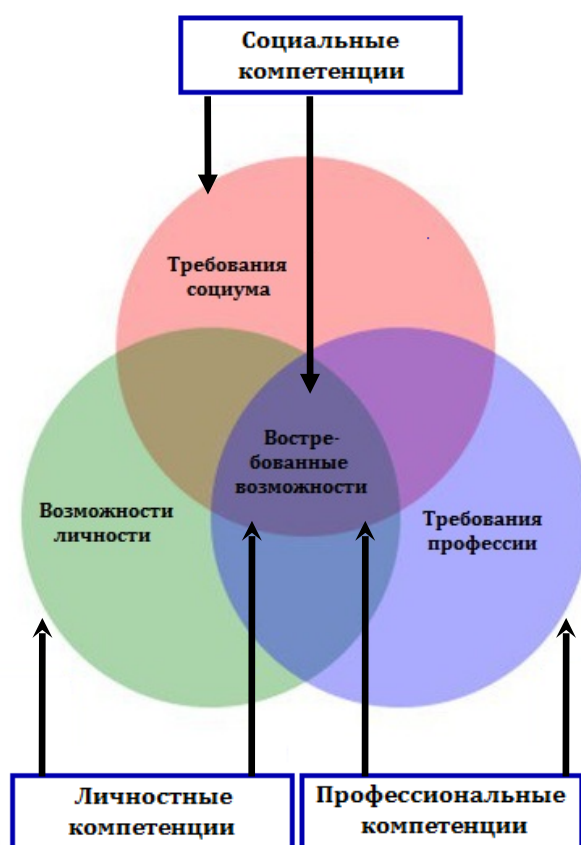 Социальные
компетенции
Требования
социума
Востре-
бованные
возможности
Возможности
личности
Требования
профессии
Личностные
компетенции
Профессиональные
компетенции